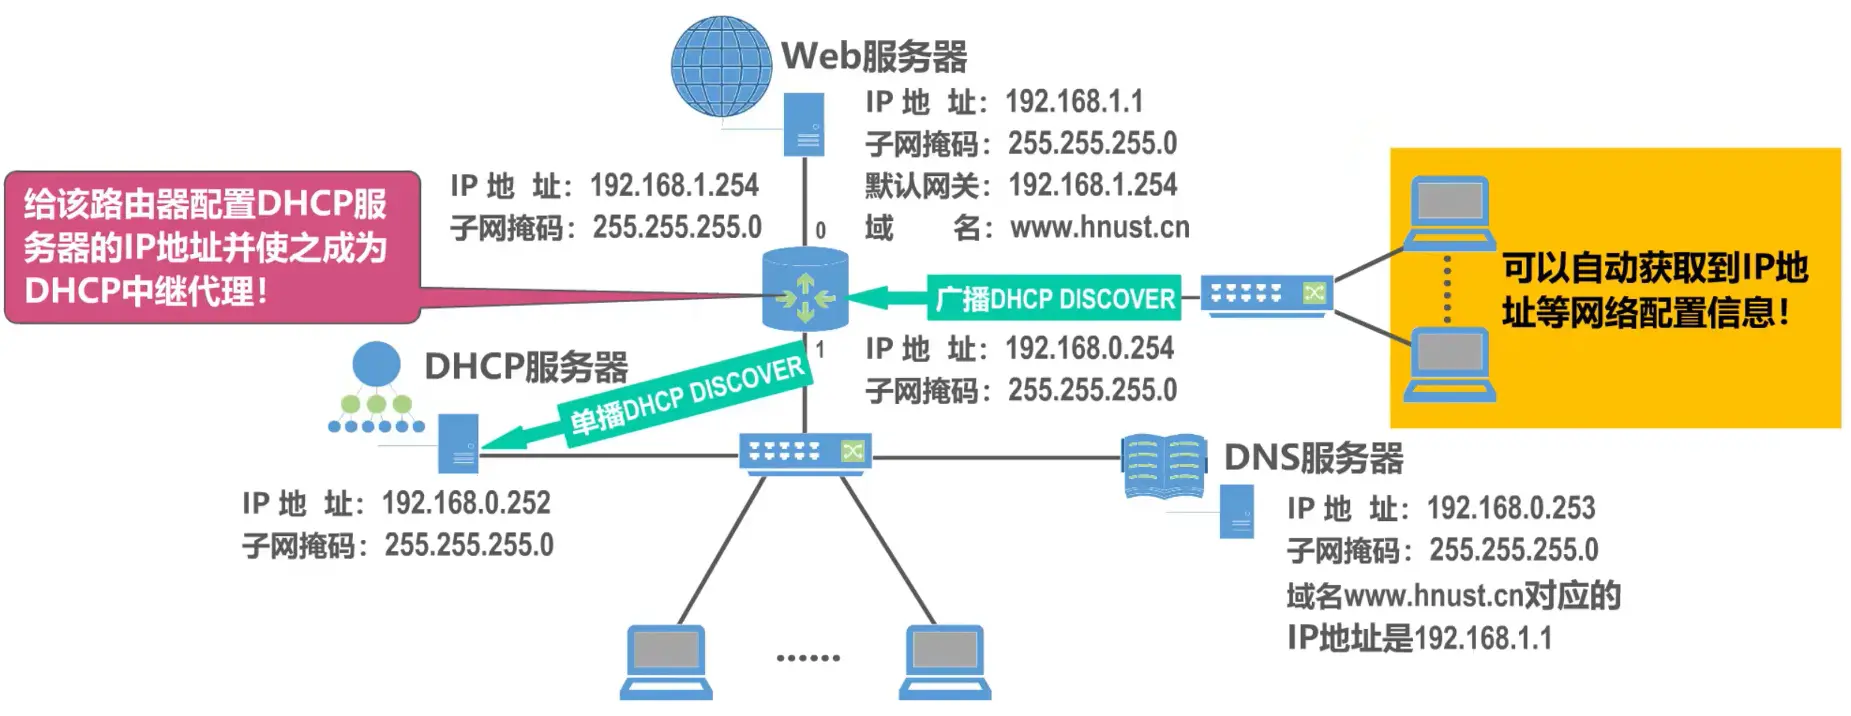 Web服务器
IP 地 址：192.168.1.1
子网掩码：255.255.255.0
默认网关：192.168.1.254
域 名：www.hnust.cn
IP 地 址：192.168.1.254
子网掩码：255.255.255.0
0
给该路由器配置DHCP服
务器的IP地址并使之成为
DHCP中继代理！
广播DHCP DISCOVER
可以自动获取到IP地
址等网络配置信息！
1
IP 地 址：192.168.0.254
子网掩码：255.255.255.0
DHCP服务器
单播DHCP DISCOVER
IP 地 址：192.168.0.252
子网掩码：255.255.255.0
DNS服务器
IP 地 址：192.168.0.253
子网掩码：255.255.255.0
域名www.hnust.cn对应的
IP地址是192.168.1.1
······
······